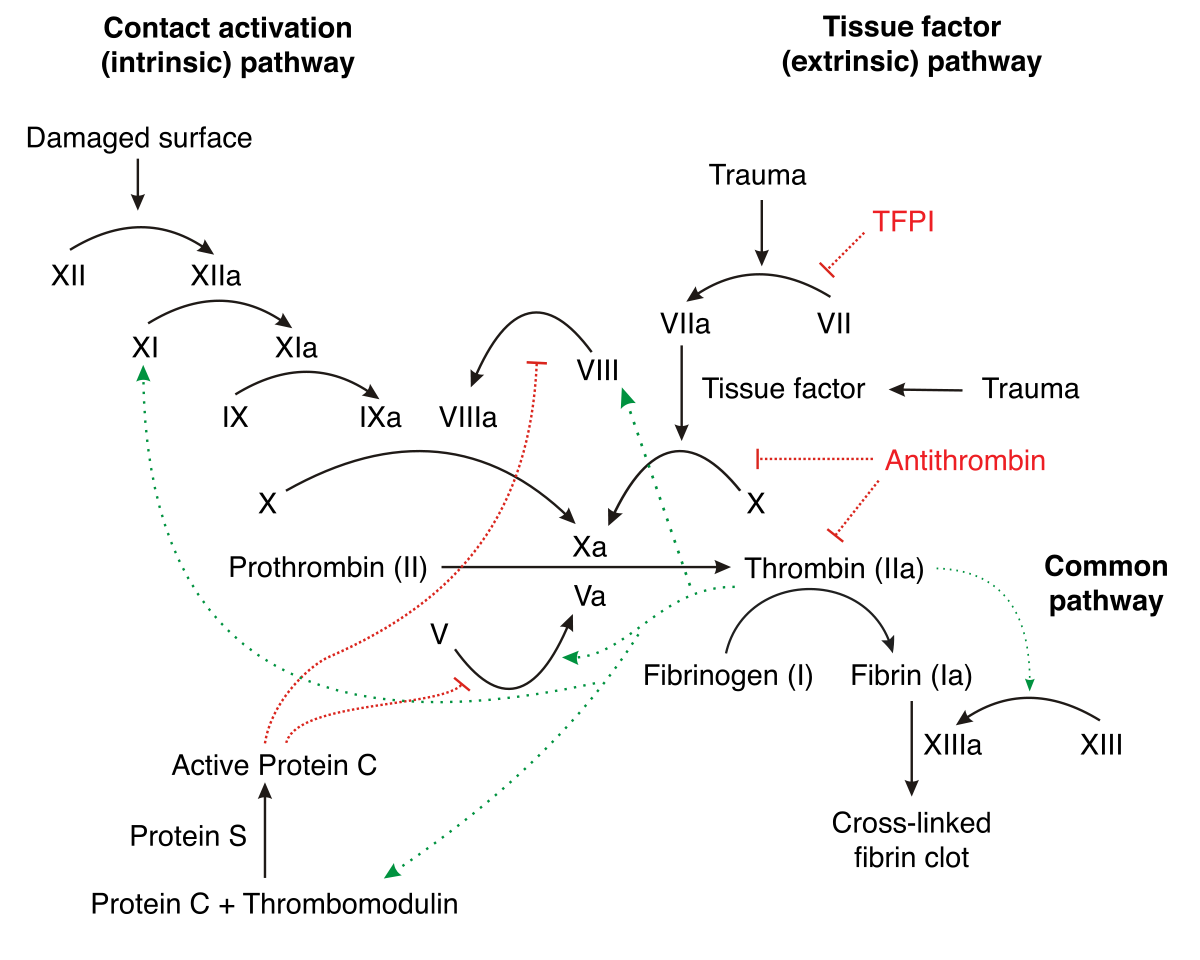 Contact activation
(intrinsic) pathway
Tissue factor
(extrinsic) pathway
Damaged surface
Trauma
TFPI
XII
XIIa
VIIa
VII
XI
XIa
VIII
Tissue factor
Trauma
IX
IXa
VIIIa
Antithrombin
X
X
Xa
Prothrombin (II)
Thrombin (IIa)
Common
pathway
Va
V
Fibrinogen (I)
Fibrin (Ia)
XIIIa
XIII
Active Protein C
Cross-linked
fibrin clot
Protein S
Protein C + Thrombomodulin